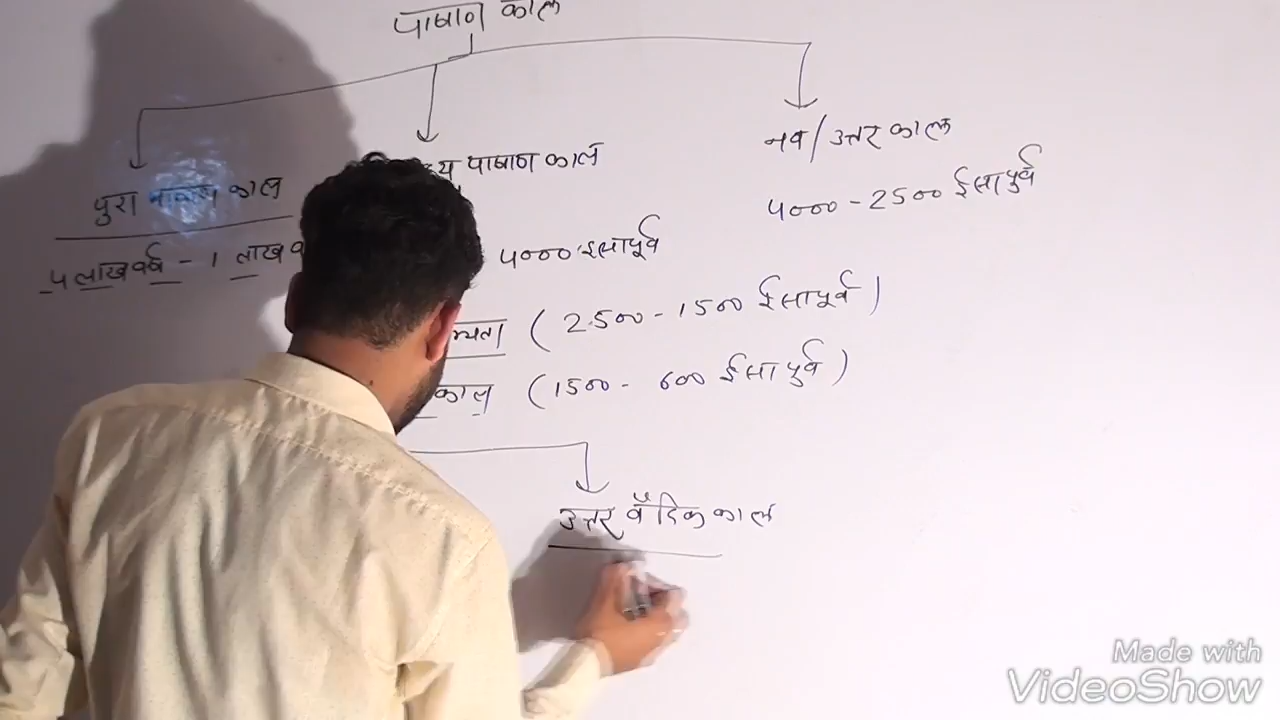 पाषाण काल
पुरा पाषाण काल
पाषाण काल
नव/उत्तर काल
5 लाख वर्ष - 1 लाख
4000 ईसापूर्व
4000 - 2500 ईसापुर्व
(2500 - 1500 ईसापूर्व)
काल (1500 - 600 ईसापुर्व)
उत्तर वैदिक काल
Made with
VideoShow